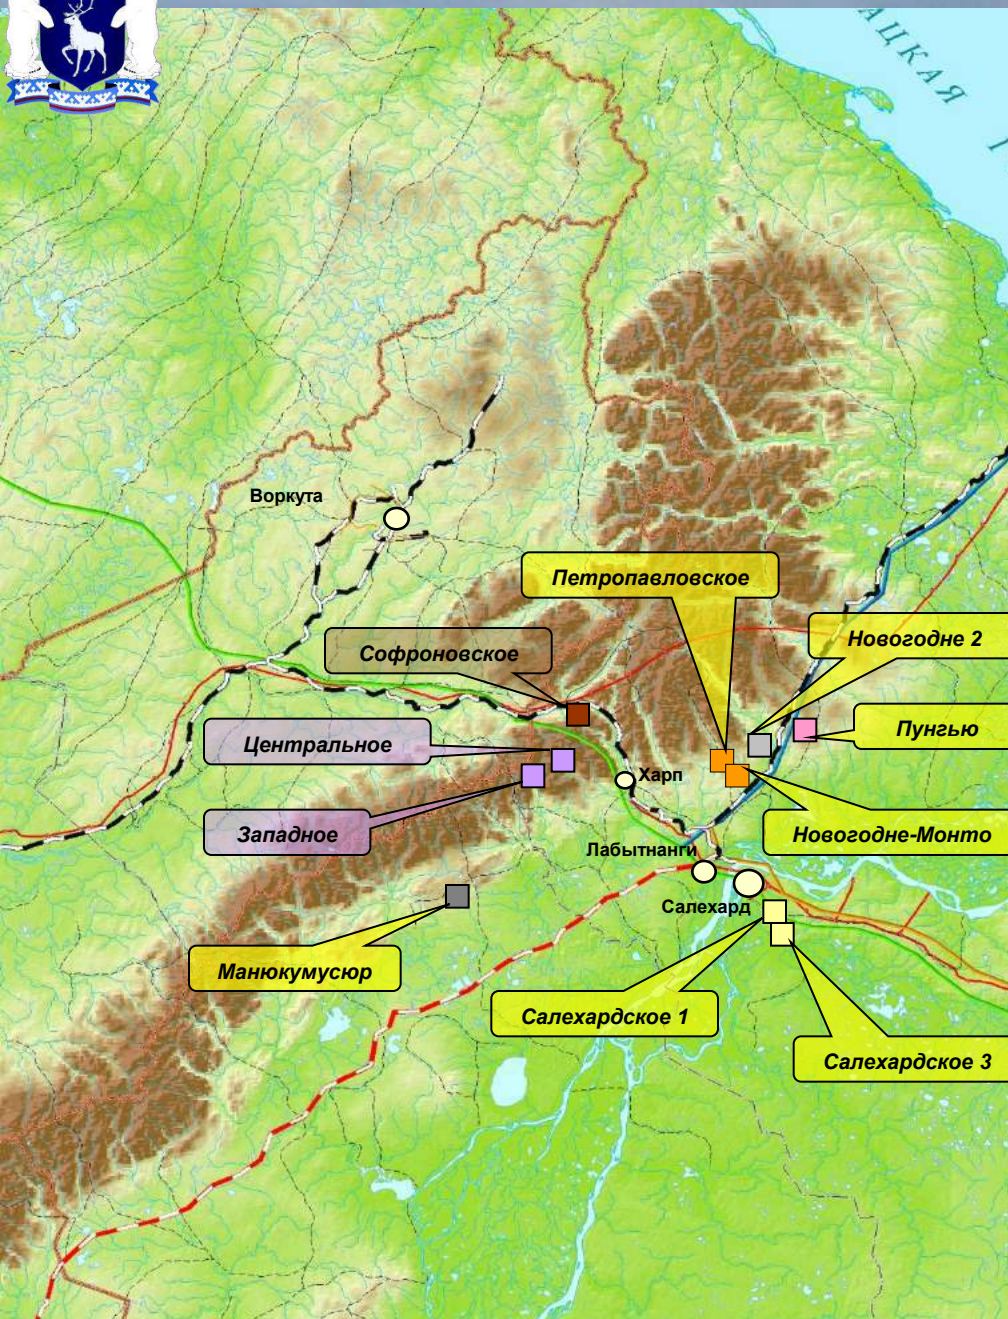 АЦКАЯ
Воркута
Петропавловское
Новогодне 2
Софроновское
Пунгью
Центральное
Харп
Западное
Новогодне-Монто
Лабытнанги
Салехард
Манюкумусюр
Салехардское 1
Салехардское 3